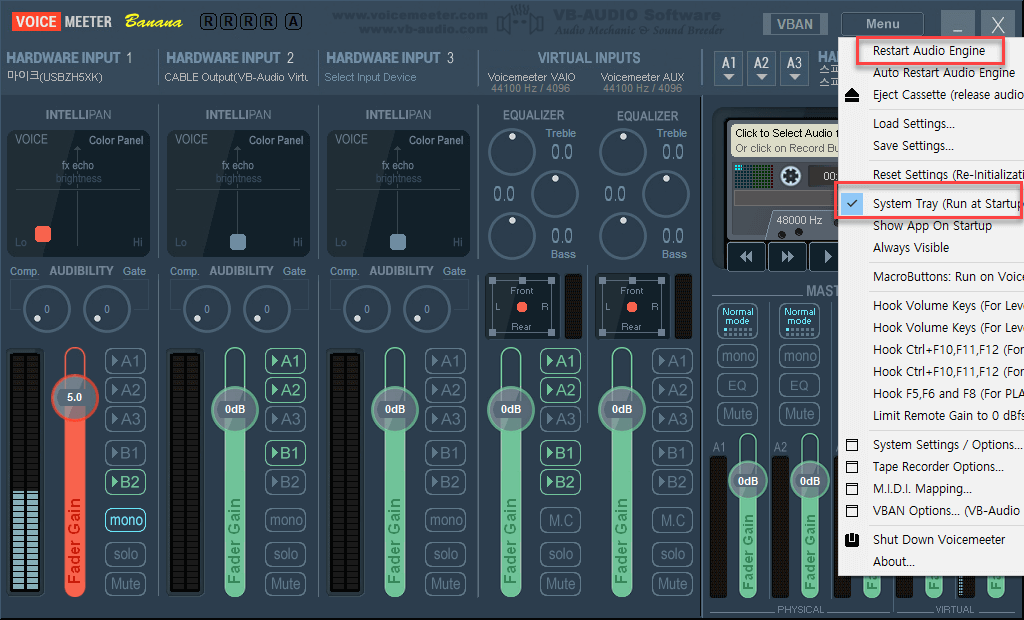 VOICE MEETER Banana R R R R A www.voicemeeter.com www.vb-audio.com VB-AUDIO Software Audio Mechanic & Sound Breeder VBAN Menu
HARDWARE INPUT 1 HARDWARE INPUT 2 HARDWARE INPUT 3 VIRTUAL INPUTS A1 A2 A3 HA
마이크(USBZH5XK) CABLE Output(VB-Audio Virtu Select Input Device Voicemeeter VAIO Voicemeeter AUX 스피
44100 Hz / 4096 44100 Hz / 4096
INTELLIPAN INTELLIPAN INTELLIPAN EQUALIZER EQUALIZER
VOICE Color Panel VOICE Color Panel VOICE Color Panel Treble Treble
fx echo fx echo fx echo 0.0 0.0
brightness brightness brightness
0.0 0.0
Lo Hi Lo Hi Lo Hi 0.0 0.0
Bass Bass
Comp. AUDIBILITY Gate Comp. AUDIBILITY Gate Comp. AUDIBILITY Gate
0 0 0 0 0 0
Front Front
L R L R
Rear Rear
Click to Select Audio
Or click on Record Bu
00:
48000 Hz
MAST
Normal mode Normal mode
mono mono
EQ EQ
Mute Mute
A1 A2
0dB 0dB
Fader Gain Fader Gain
PHYSICAL VIRTUAL
5.0 0dB 0dB 0dB 0dB
A1 A1 A1 A1 A1
A2 A2 A2 A2 A2
A3 A3 A3 A3 A3
B1 B1 B1 B1 B1
B2 B2 B2 B2 B2
mono mono mono M.C M.C
solo solo solo solo solo
Mute Mute Mute Mute Mute
Fader Gain Fader Gain Fader Gain Fader Gain Fader Gain
Restart Audio Engine
Auto Restart Audio Engine
Eject Cassette (release audio
Load Settings...
Save Settings...
Reset Settings (Re-Initializati
System Tray (Run at Startup
Show App On Startup
Always Visible
MacroButtons: Run on Voice
Hook Volume Keys (For Lev
Hook Volume Keys (For Lev
Hook Ctrl+F10,F11,F12 (For
Hook Ctrl+F10,F11,F12 (For
Hook F5,F6 and F8 (For PLA
Limit Remote Gain to 0 dBfs
System Settings / Options...
Tape Recorder Options...
M.I.D.I. Mapping...
VBAN Options... (VB-Audio
Shut Down Voicemeeter
About...